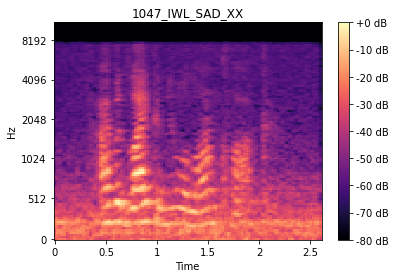 1047_IWL_SAD_XX
+0 dB
8192
-10 dB
4096
-20 dB
-30 dB
2048
Hz
-40 dB
1024
-50 dB
512
-60 dB
-70 dB
0
-80 dB
0 0.5 1 1.5 2 2.5
Time